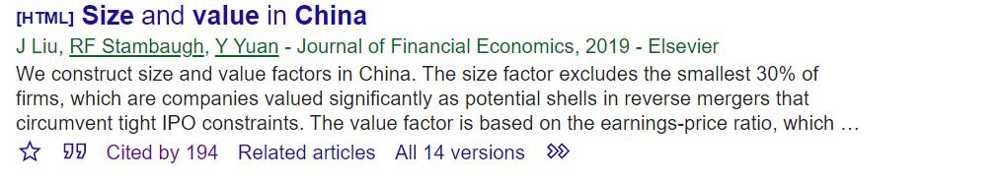 [HTML] Size and value in China
J Liu, RF Stambaugh, Y Yuan - Journal of Financial Economics, 2019 - Elsevier
We construct size and value factors in China. The size factor excludes the smallest 30% of
firms, which are companies valued significantly as potential shells in reverse mergers that
circumvent tight IPO constraints. The value factor is based on the earnings-price ratio, which …
Cited by 194 Related articles All 14 versions